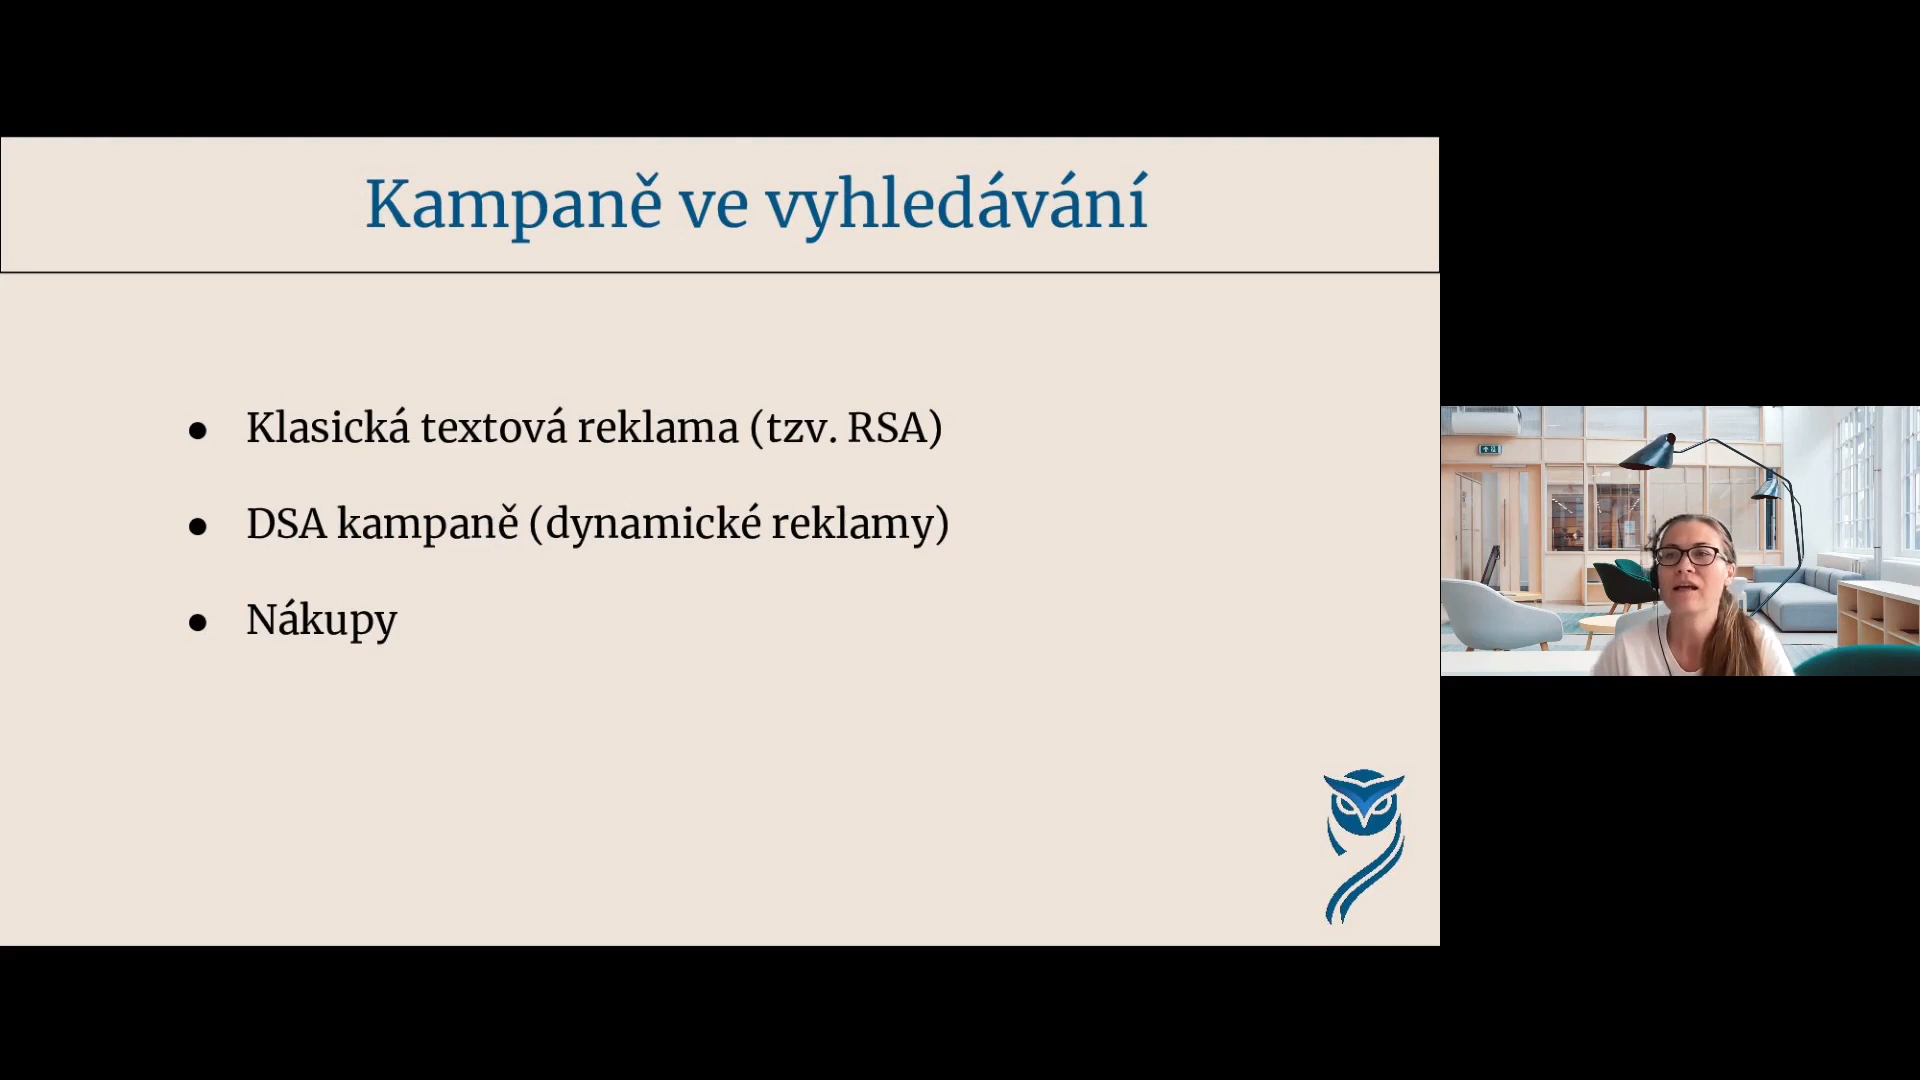 Kampaně ve vyhledávání
● Klasická textová reklama (tzv. RSA)
● DSA kampaně (dynamické reklamy)
● Nákupy